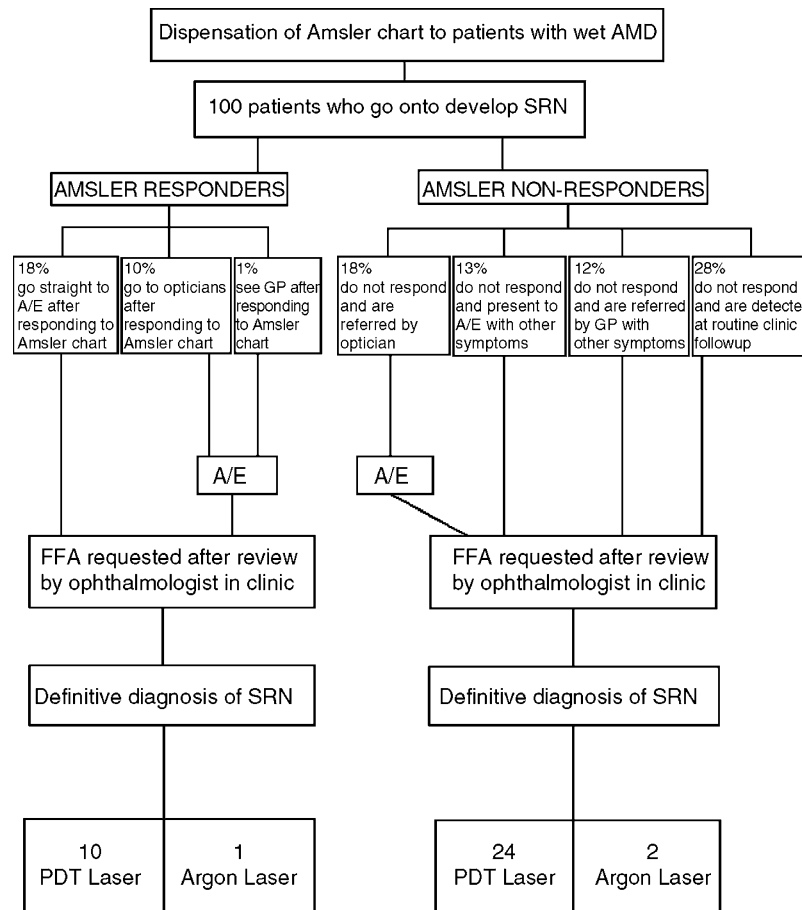 Dispensation of Amsler chart to patients with wet AMD
100 patients who go onto develop SRN
AMSLER RESPONDERS
AMSLER NON-RESPONDERS
18%
go straight to
A/E after
responding to
Amsler chart
10%
go to opticians
after
responding to
Amsler chart
1%
see GP after
responding
to Amsler
chart
18%
do not respond
and are
referred by
optician
13%
do not respond
and present to
A/E with other
symptoms
12%
do not respond
and are referred
by GP with
other symptoms
28%
do not respond
and are detecte
at routine clinic
followup
A/E
A/E
FFA requested after review
by ophthalmologist in clinic
FFA requested after review
by ophthalmologist in clinic
Definitive diagnosis of SRN
Definitive diagnosis of SRN
10
PDT Laser
1
Argon Laser
24
PDT Laser
2
Argon Laser